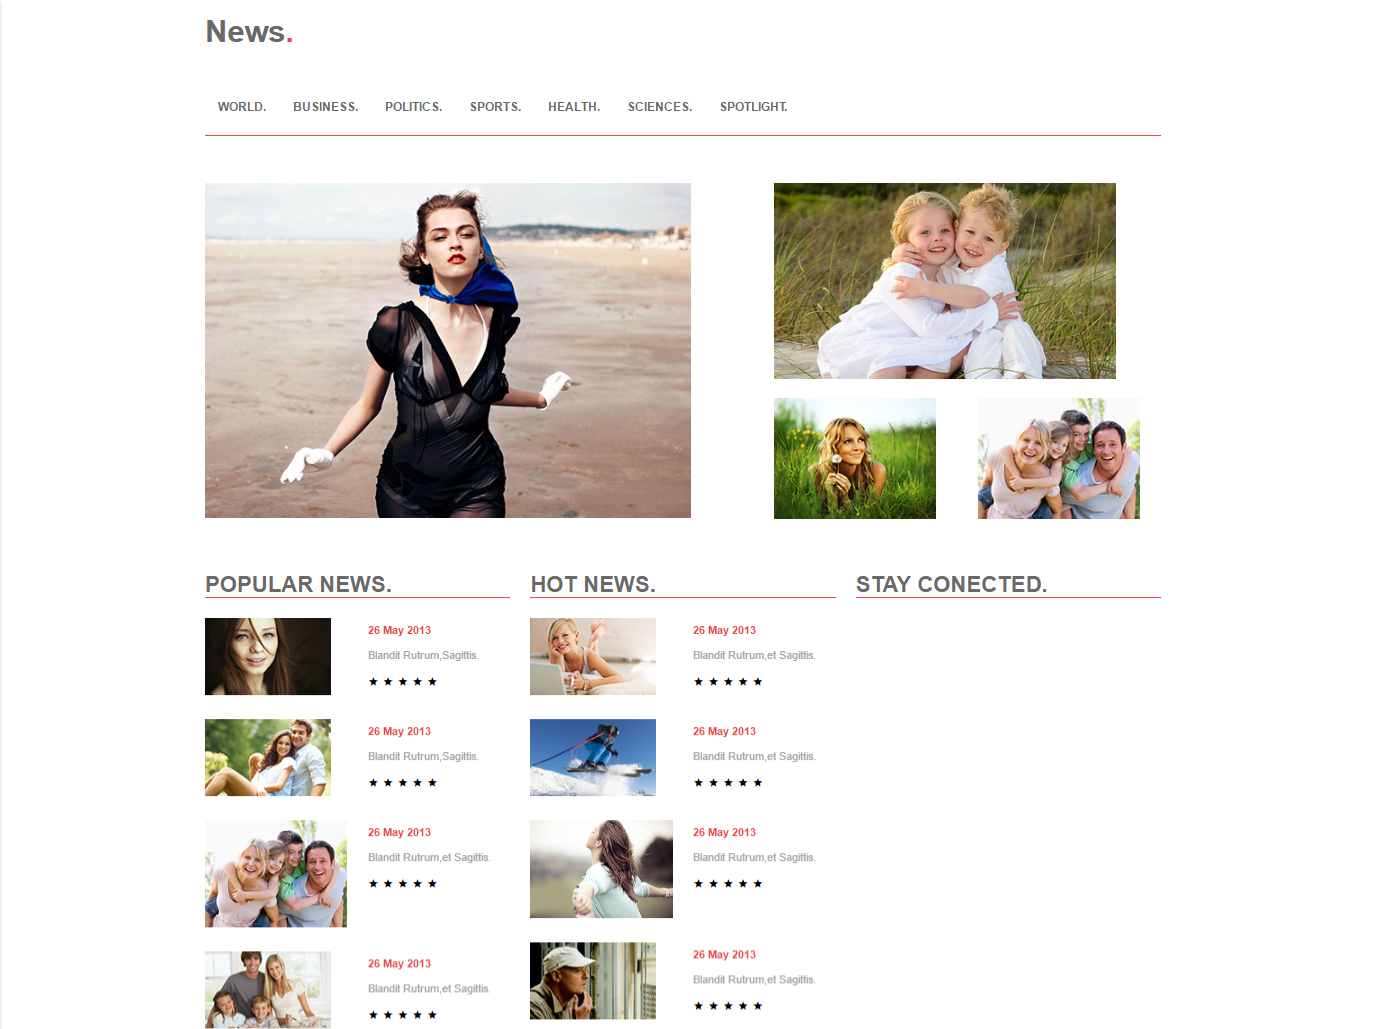 News.
WORLD. BUSINESS. POLITICS. SPORTS. HEALTH. SCIENCES. SPOTLIGHT.
POPULAR NEWS.
26 May 2013
Blandit Rutrum,Sagittis.
26 May 2013
Blandit Rutrum,Sagittis.
26 May 2013
Blandit Rutrum,et Sagittis.
26 May 2013
Blandit Rutrum,et Sagittis.
HOT NEWS.
26 May 2013
Blandit Rutrum,et Sagittis.
26 May 2013
Blandit Rutrum,et Sagittis.
26 May 2013
Blandit Rutrum,et Sagittis.
26 May 2013
Blandit Rutrum,et Sagittis.
STAY CONECTED.